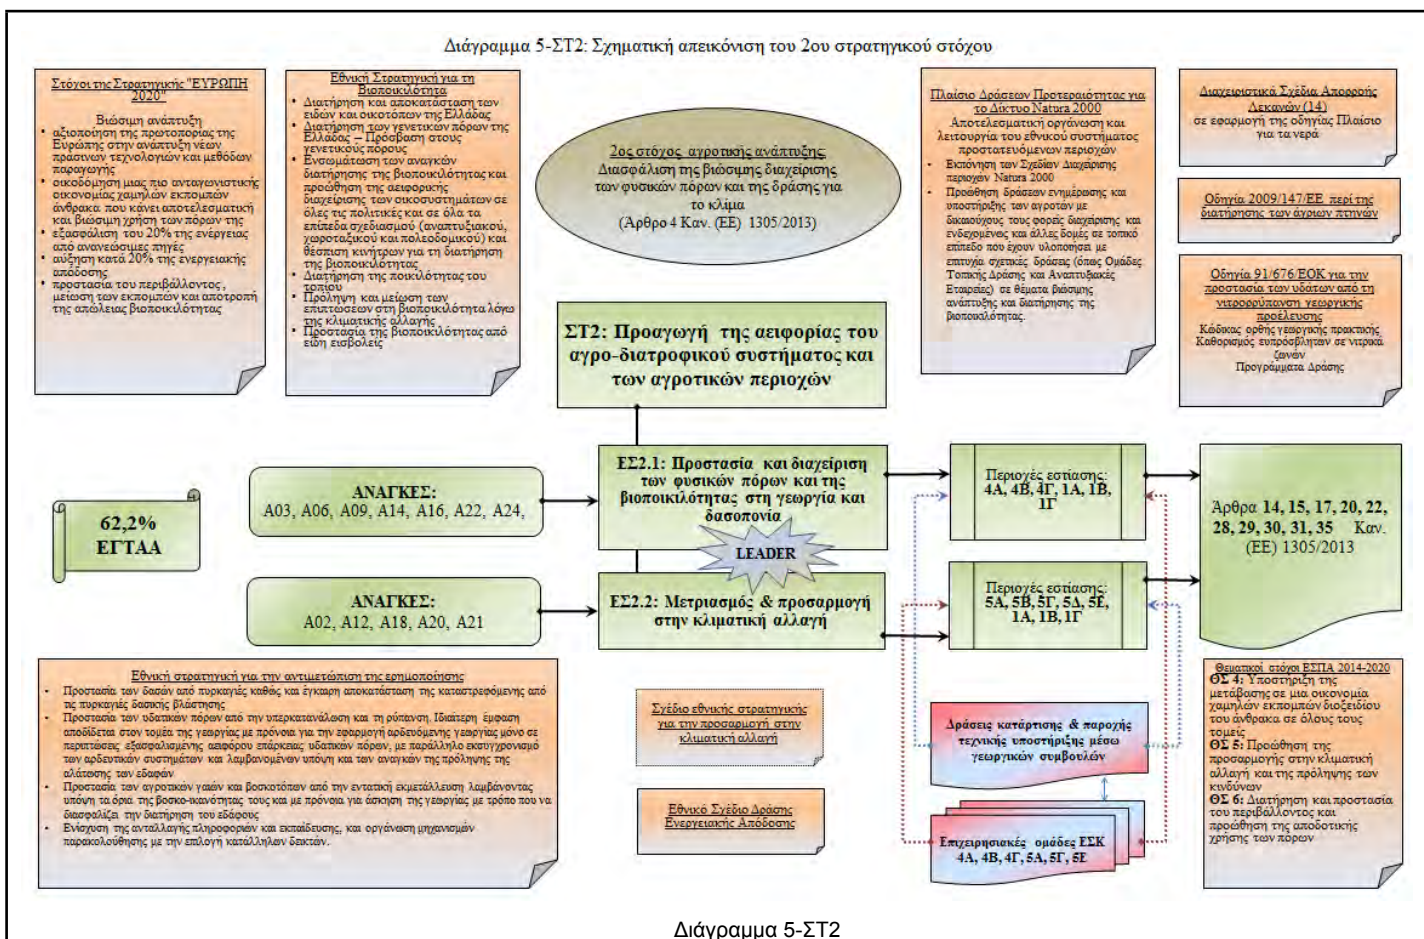 Διάγραμμα 5-ΣΤ2: Σχηματική απεικόνιση του 2ου στρατηγικού στόχου
Στόχοι της Στρατηγικής "ΕΥΡΩΠΗ
2020"
Βιώσιμη ανάπτυξη
• αξιοποίηση της πρωτοπορίας της
Ευρώπης στην ανάπτυξη νέων
πράσινων τεχνολογιών και μεθόδων
παραγωγής
• οικοδόμηση μιας πιο ανταγωνιστικής
οικονομίας χαμηλών εκπομπών
άνθρακα που κάνει αποτελεσματική
και βιώσιμη χρήση των πόρων της
• εξασφάλιση του 20% της ενέργειας
από ανανεώσιμες πηγές
• αύξηση κατά 20% της ενεργειακής
απόδοσης
• προστασία του περιβάλλοντος ,
μείωση των εκπομπών και αποτροπή
της απώλειας βιοποικιλότητας
Εθνική Στρατηγική για τη
Βιοποικιλότητα
• Διατήρηση και αποκατάσταση των
ειδών και οικοτόπων της Ελλάδας
• Διατήρηση των γενετικών πόρων της
Ελλάδας – Πρόσβαση στους
γενετικούς πόρους
• Ενσωμάτωση των αναγκών
διατήρησης της βιοποικιλότητας και
προώθηση της αειφορικής
διαχείρισης των οικοσυστημάτων σε
όλες τις πολιτικές και σε όλα τα
επίπεδα σχεδιασμού (αναπτυξιακού,
χωροταξικού και πολεοδομικού) και
θέσπιση κινήτρων για τη διατήρηση
της βιοποικιλότητας
• Διατήρηση της ποικιλότητας του
τοπίου
• Πρόληψη και μείωση των
επιπτώσεων στη βιοποικιλότητα λόγω
της κλιματικής αλλαγής
• Προστασία της βιοποικιλότητας από
είδη εισβολείς
2ος στόχος αγροτικής ανάπτυξης:
Διασφάλιση της βιώσιμης διαχείρισης
των φυσικών πόρων και της δράσης για
το κλίμα
(Άρθρο 4 Καν. (ΕΕ) 1305/2013)
Πλαίσιο Δράσεων Προτεραιότητας για
το Δίκτυο Natura 2000
Αποτελεσματική οργάνωση και
λειτουργία του εθνικού συστήματος
προστατευόμενων περιοχών
• Εκπόνηση των Σχεδίων Διαχείρισης
περιοχών Natura 2000
• Προώθηση δράσεων ενημέρωσης και
υποστήριξης των αγροτών με
δικαιούχους τους φορείς διαχείρισης και
ενδεχομένως και άλλες δομές σε τοπικό
επίπεδο που έχουν υλοποιήσει με
επιτυχία σχετικές δράσεις (όπως Ομάδες
Τοπικής Δράσης και Αναπτυξιακές
Εταιρείες) σε θέματα βιώσιμης
ανάπτυξης και διατήρησης της
βιοποικιλότητας.
Διαχειριστικά Σχέδια Απορροής
Λεκανών (14)
σε εφαρμογή της οδηγίας Πλαίσιο
για τα νερά
Οδηγία 2009/147/ΕΕ περί της
διατήρησης των άγριων πτηνών
Οδηγία 91/676/ΕΟΚ για την
προστασία των υδάτων από τη
νιτρορρύπανση γεωργικής
προέλευσης
Κώδικας ορθής γεωργικής πρακτικής
Καθορισμός ευπρόσβλητων σε νιτρικά
ζωνών
Προγράμματα Δράσης
ΣΤ2: Προαγωγή της αειφορίας του
αγρο-διατροφικού συστήματος και
των αγροτικών περιοχών
62,2%
ΕΓΤΑΑ
ΑΝΑΓΚΕΣ:
Α03, Α06, Α09, Α14, Α16, Α22, Α24,
ΕΣ2.1: Προστασία και διαχείριση
των φυσικών πόρων και της
βιοποικιλότητας στη γεωργία και
δασοπονία
Περιοχές εστίασης:
4Α, 4Β, 4Γ, 1Α, 1Β,
1Γ
Άρθρα 14, 15, 17, 20, 22,
28, 29, 30, 31, 35 Καν.
(ΕΕ) 1305/2013
LEADER
ΑΝΑΓΚΕΣ:
Α02, Α12, Α18, Α20, Α21
ΕΣ2.2: Μετριασμός & προσαρμογή
στην κλιματική αλλαγή
Περιοχές εστίασης:
5Α, 5Β, 5Γ, 5Δ, 5Ε,
1Α, 1Β, 1Γ
Εθνική στρατηγική για την αντιμετώπιση της ερημοποίησης
• Προστασία των δασών από πυρκαγιές καθώς και έγκαιρη αποκατάσταση της καταστρεφόμενης από
τις πυρκαγιές δασικής βλάστησης
• Προστασία των υδατικών πόρων από την υπερκατανάλωση και τη ρύπανση. Ιδιαίτερη έμφαση
αποδίδεται στον τομέα της γεωργίας με πρόνοια για την εφαρμογή αρδευόμενης γεωργίας μόνο σε
περιπτώσεις εξασφαλισμένης αειφόρου επάρκειας υδατικών πόρων, με παράλληλο εκσυγχρονισμό
των αρδευτικών συστημάτων και λαμβανομένων υπόψη και των αναγκών της πρόληψης της
αλάτωσης των εδαφών
• Προστασία των αγροτικών γαιών και βοσκοτόπων από την εντατική εκμετάλλευση λαμβάνοντας
υπόψη τα όρια της βοσκο-ικανότητας τους και με πρόνοια για άσκηση της γεωργίας με τρόπο που να
διασφαλίζει την διατήρηση του εδάφους
• Ενίσχυση της ανταλλαγής πληροφοριών και εκπαίδευσης, και οργάνωση μηχανισμών
παρακολούθησης με την επιλογή κατάλληλων δεικτών.
Σχέδιο εθνικής στρατηγικής
για την προσαρμογή στην
κλιματική αλλαγή
Εθνικό Σχέδιο Δράσης
Ενεργειακής Απόδοσης
Δράσεις κατάρτισης & παροχής
τεχνικής υποστήριξης μέσω
γεωργικών συμβουλών
Επιχειρησιακές ομάδες ΕΣΚ
4Α, 4Β, 4Γ, 5Α, 5Γ, 5Ε
Θεματικοί στόχοι ΕΣΠΑ 2014-2020
ΘΣ 4: Υποστήριξη της
μετάβασης σε μια οικονομία
χαμηλών εκπομπών διοξειδίου
του άνθρακα σε όλους τους
τομείς
ΘΣ 5: Προώθηση της
προσαρμογής στην κλιματική
αλλαγή και της πρόληψης των
κινδύνων
ΘΣ 6: Διατήρηση και προστασία
του περιβάλλοντος και
προώθηση της αποδοτικής
χρήσης των πόρων
Διάγραμμα 5-ΣΤ2